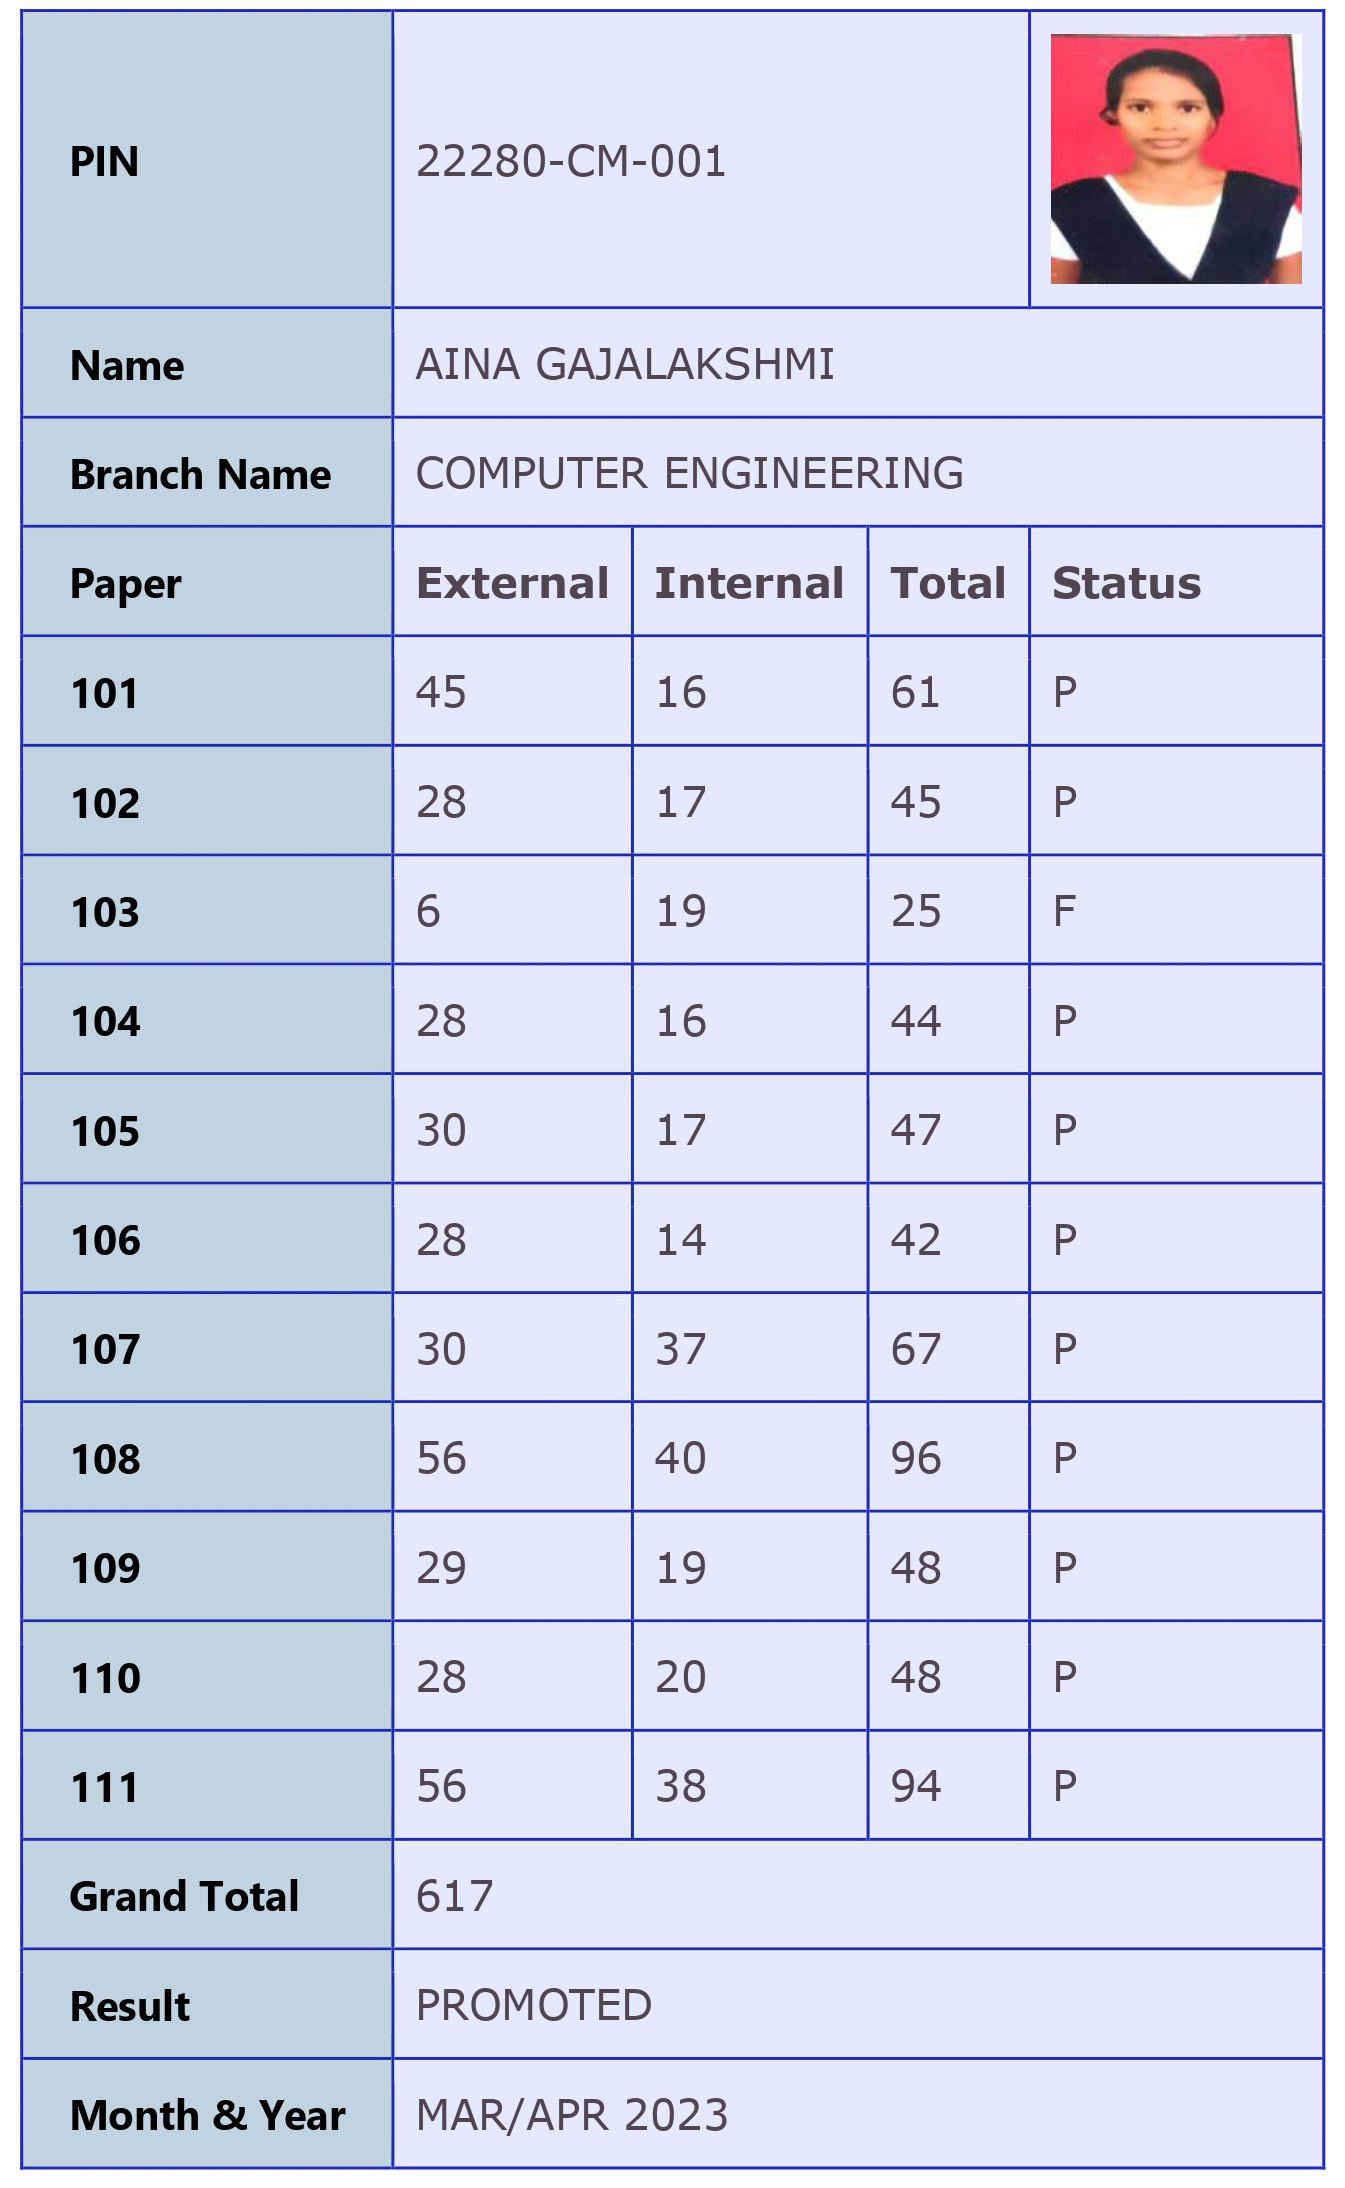 PIN 22280-CM-001
Name AINA GAJALAKSHMI
Branch Name COMPUTER ENGINEERING
Paper External Internal Total Status
101 45 16 61 P
102 28 17 45 P
103 6 19 25 F
104 28 16 44 P
105 30 17 47 P
106 28 14 42 P
107 30 37 67 P
108 56 40 96 P
109 29 19 48 P
110 28 20 48 P
111 56 38 94 P
Grand Total 617
Result PROMOTED
Month & Year MAR/APR 2023